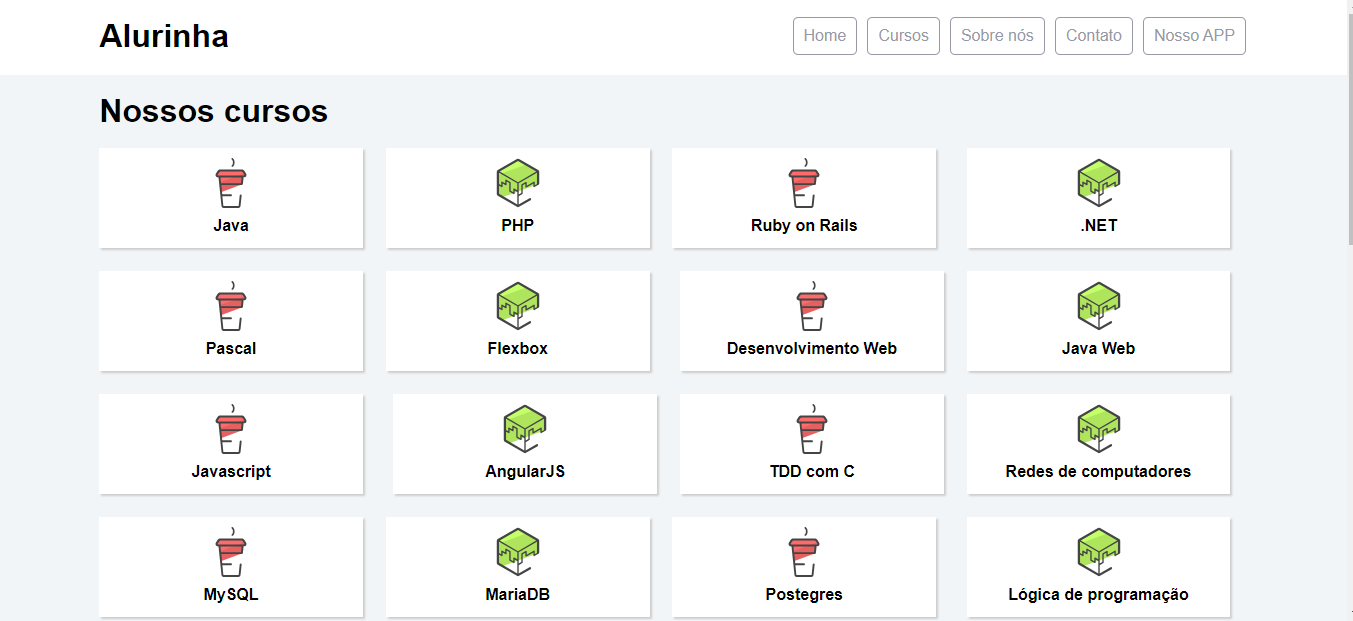 Alurinha
Home Cursos Sobre nós Contato Nosso APP
Nossos cursos
Java PHP Ruby on Rails .NET
Pascal Flexbox Desenvolvimento Web Java Web
Javascript AngularJS TDD com C Redes de computadores
MySQL MariaDB Postegres Lógica de programação